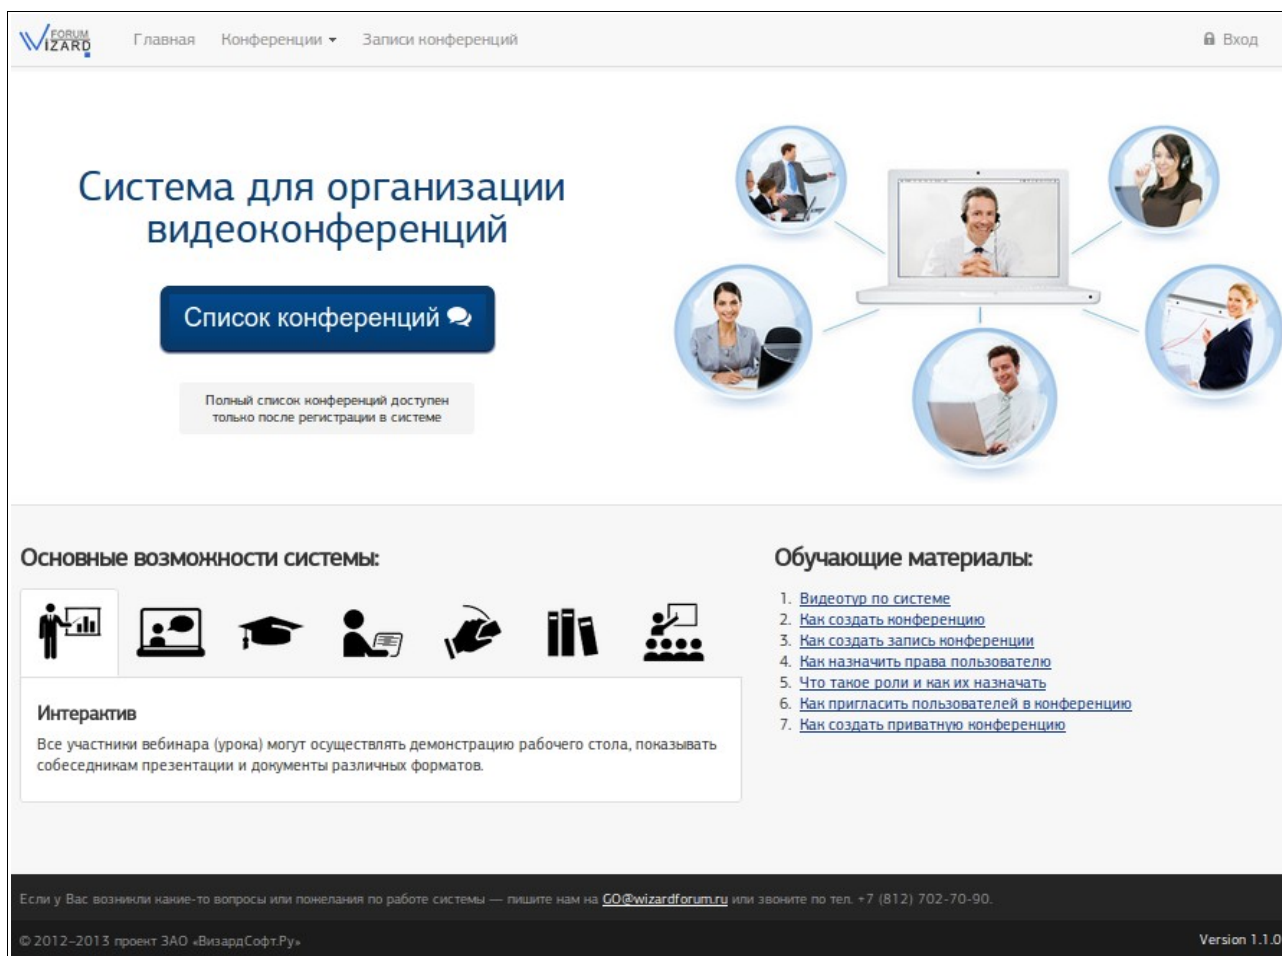 FORUM
WIZARD
Главная Конференции Записи конференций Вход
Система для организации
видеоконференций
Список конференций
Полный список конференций доступен
только после регистрации в системе
Основные возможности системы:
Интерактив
Все участники вебинара (урока) могут осуществлять демонстрацию рабочего стола, показывать
собеседникам презентации и документы различных форматов.
Обучающие материалы:
1. Видеотур по системе
2. Как создать конференцию
3. Как создать запись конференции
4. Как назначить права пользователю
5. Что такое роли и как их назначать
6. Как пригласить пользователей в конференцию
7. Как создать приватную конференцию
Если у Вас возникли какие-то вопросы или пожелания по работе системы — пишите нам на GO@wizardforum.ru или звоните по тел. +7 (812) 702-70-90.
© 2012–2013 проект ЗАО «ВизардСофт.Ру» Version 1.1.0